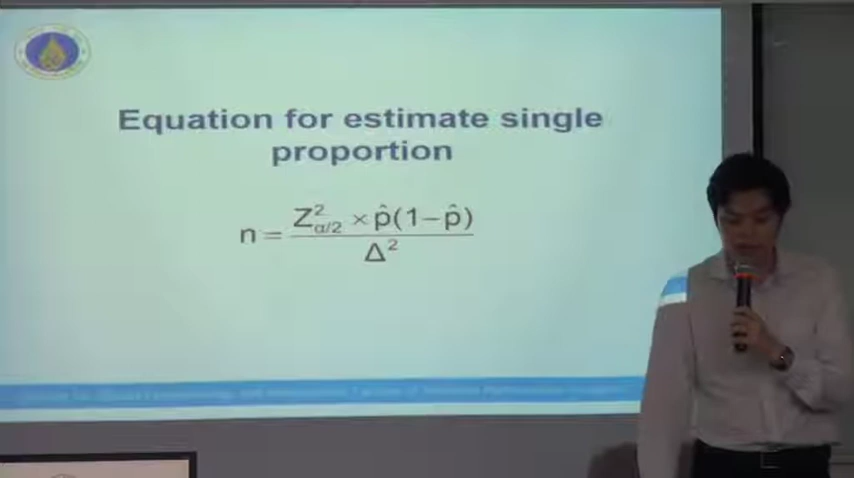 Equation for estimate single
proportion
n = Z²α/2 × p̂(1−p̂) / Δ²